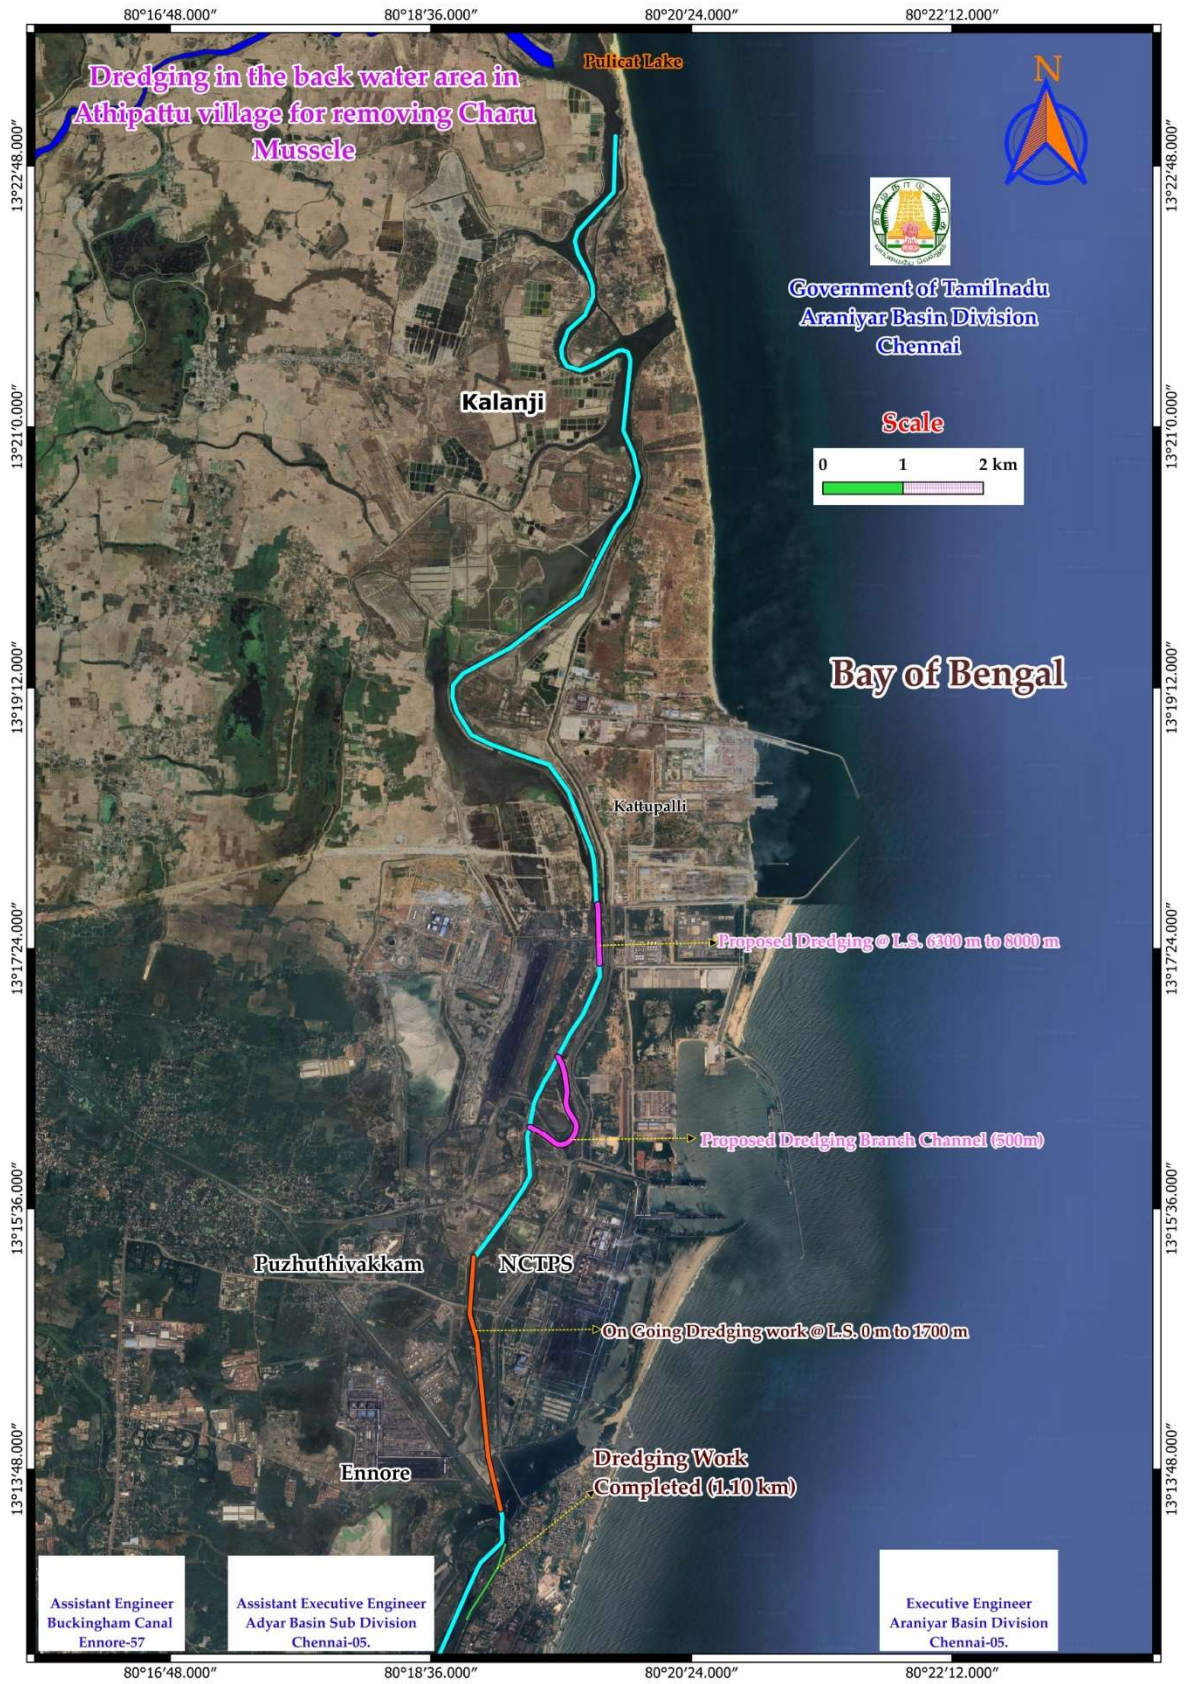 80°16'48.000"
80°18'36.000"
80°20'24.000"
80°22'12.000"
Pulicat Lake
Dredging in the back water area in
Athipattu village for removing Charu
Musscle
N
13°22'48.000"
13°22'48.000"
Government of Tamilnadu
Araniyar Basin Division
Chennai
Kalanji
Scale
0 1 2 km
13°21'0.000"
13°21'0.000"
Bay of Bengal
13°19'12.000"
13°19'12.000"
Kattupalli
Proposed Dredging @ L.S. 6300 m to 8000 m
13°17'24.000"
13°17'24.000"
Proposed Dredging Branch Channel (500m)
13°15'36.000"
13°15'36.000"
Puzhuthivakkam
NCTPS
On Going Dredging work @ L.S. 0 m to 1700 m
Dredging Work
Completed (1.10 km)
Ennore
13°13'48.000"
13°13'48.000"
Assistant Engineer
Buckingham Canal
Ennore-57
Assistant Executive Engineer
Adyar Basin Sub Division
Chennai-05.
Executive Engineer
Araniyar Basin Division
Chennai-05.
80°16'48.000"
80°18'36.000"
80°20'24.000"
80°22'12.000"